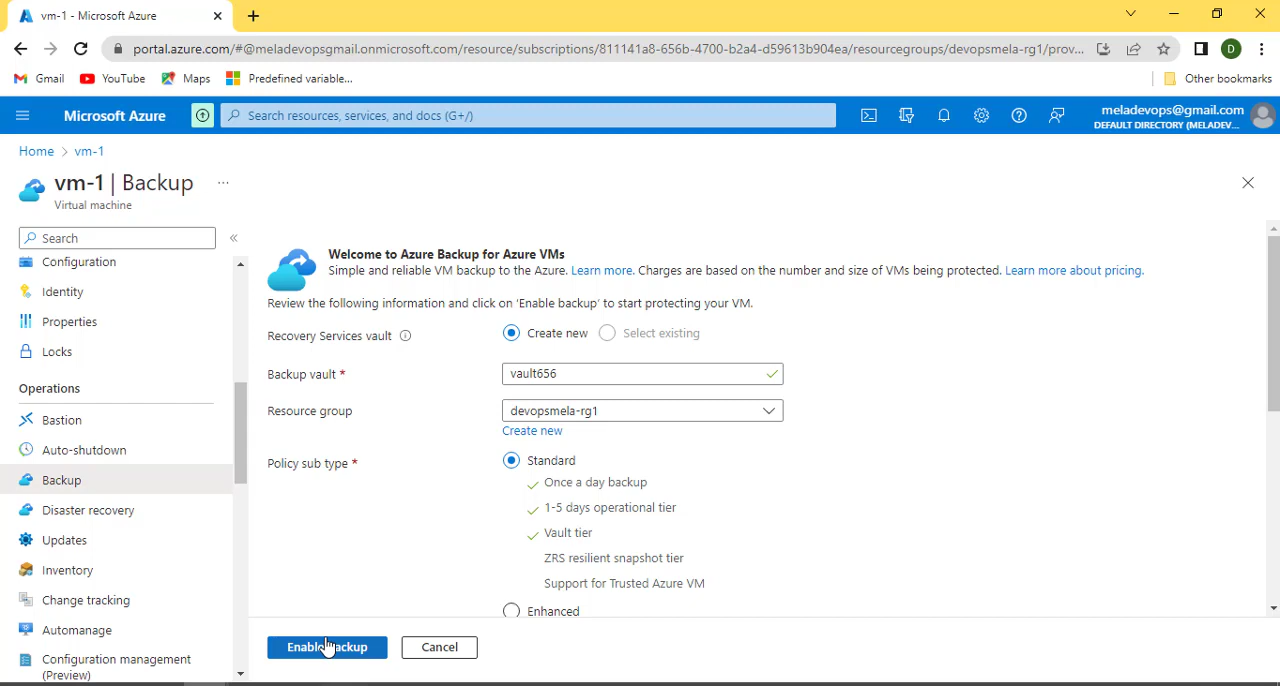 vm-1 - Microsoft Azure
portal.azure.com/#@meladevopsgmail.onmicrosoft.com/resource/subscriptions/811141a8-656b-4700-b2a4-d59613b904ea/resourcegroups/devopsmela-rg1/prov...
D
Gmail
YouTube
Maps
Predefined variable...
Other bookmarks
Microsoft Azure
Search resources, services, and docs (G+/)
meladevops@gmail.com
DEFAULT DIRECTORY (MELADEV...
Home > vm-1
vm-1 | Backup ...
Virtual machine
Search
Configuration
Identity
Properties
Locks
Operations
Bastion
Auto-shutdown
Backup
Disaster recovery
Updates
Inventory
Change tracking
Automanage
Configuration management
(Preview)
Welcome to Azure Backup for Azure VMs
Simple and reliable VM backup to the Azure. Learn more. Charges are based on the number and size of VMs being protected. Learn more about pricing.
Review the following information and click on 'Enable backup' to start protecting your VM.
Recovery Services vault
Create new
Select existing
Backup vault *
vault656
Resource group
devopsmela-rg1
Create new
Policy sub type *
Standard
Once a day backup
1-5 days operational tier
Vault tier
ZRS resilient snapshot tier
Support for Trusted Azure VM
Enhanced
Enable Backup
Cancel